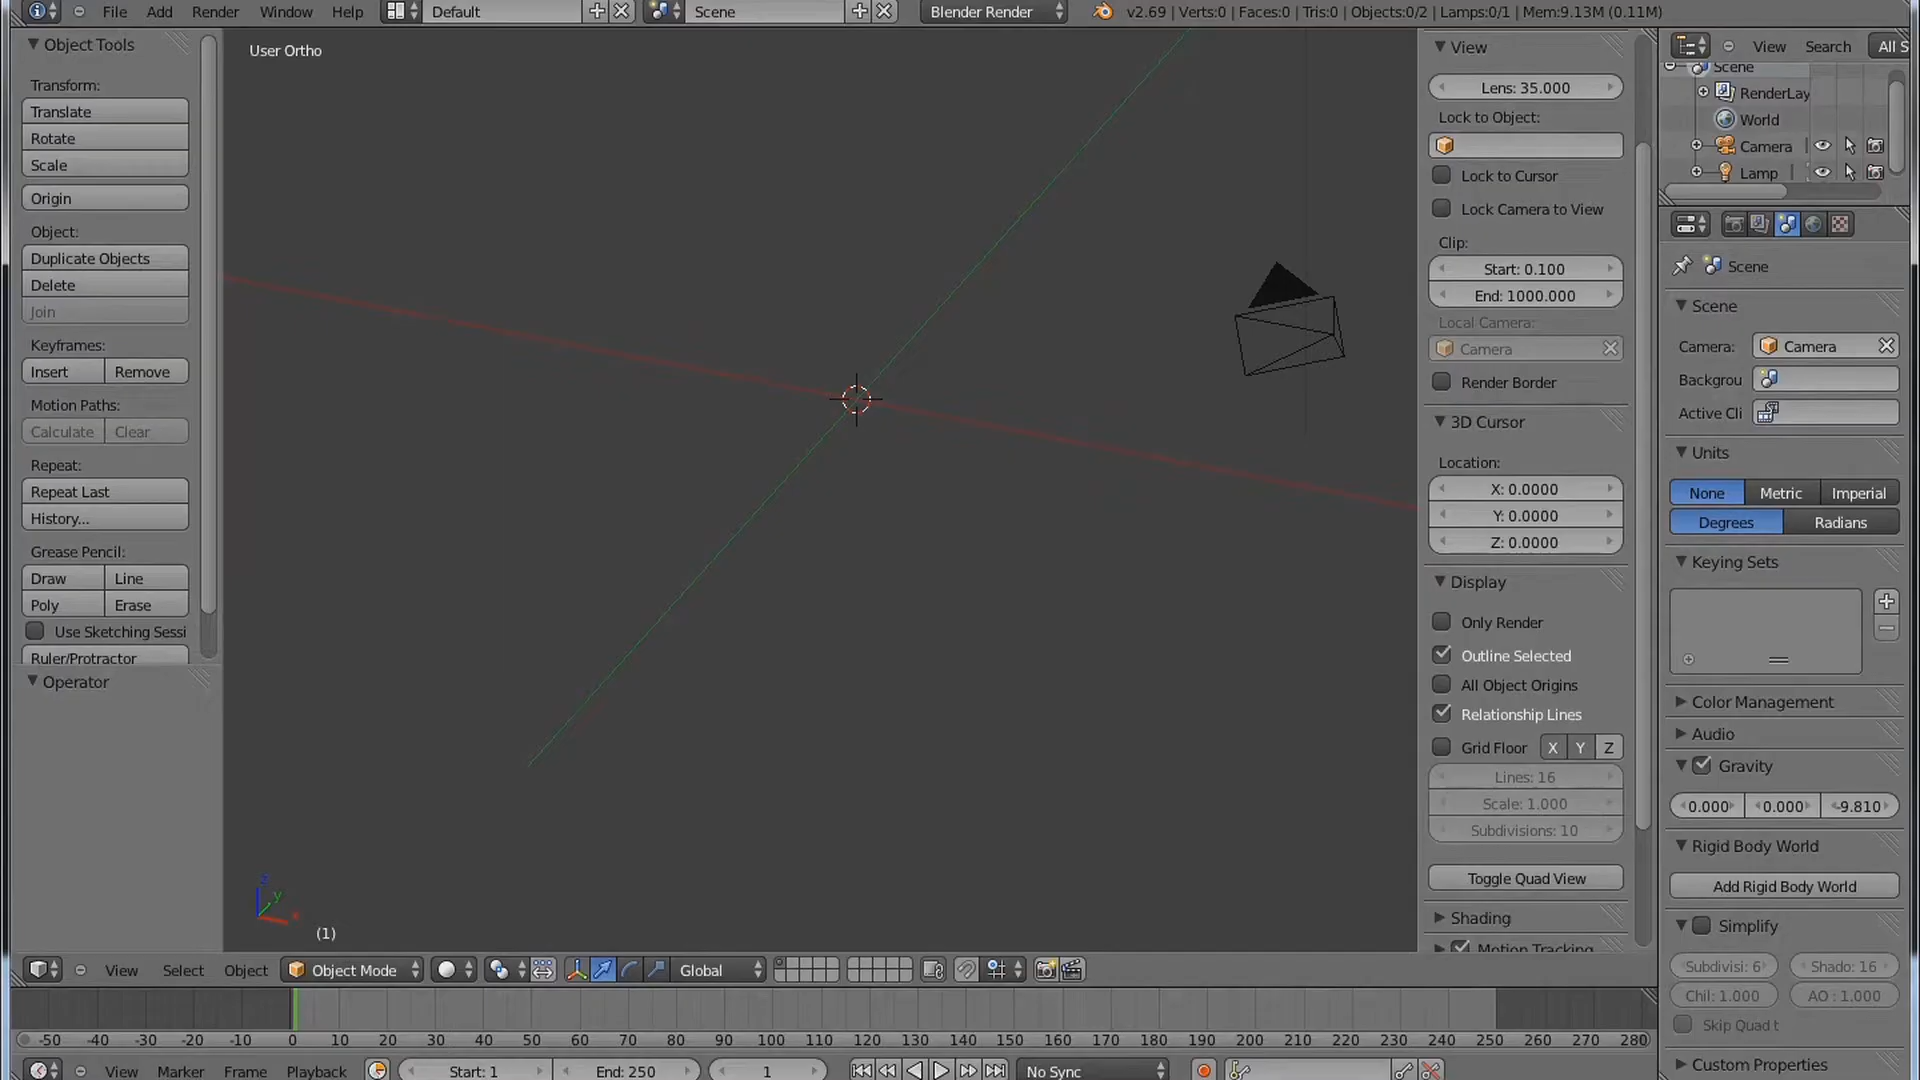 File Add Render Window Help Default Scene Blender Render v2.69 | Verts:0 | Faces:0 | Tris:0 | Objects:0/2 | Lamps:0/1 | Mem:9.13M (0.11M)
Object Tools
Transform:
Translate
Rotate
Scale
Origin
Object:
Duplicate Objects
Delete
Join
Keyframes:
Insert Remove
Motion Paths:
Calculate Clear
Repeat:
Repeat Last
History...
Grease Pencil:
Draw Line
Poly Erase
Use Sketching Sessi
Ruler/Protractor
Operator
User Ortho
z
y
x
(1)
View
Lens: 35.000
Lock to Object:
Lock to Cursor
Lock Camera to View
Clip:
Start: 0.100
End: 1000.000
Local Camera:
Camera
Render Border
3D Cursor
Location:
X: 0.0000
Y: 0.0000
Z: 0.0000
Display
Only Render
Outline Selected
All Object Origins
Relationship Lines
Grid Floor X Y Z
Lines: 16
Scale: 1.000
Subdivisions: 10
Toggle Quad View
Shading
Motion Tracking
View Search All S
Scene
RenderLay
World
Camera
Lamp
Scene
Scene
Camera: Camera
Backgrou
Active Cli
Units
None Metric Imperial
Degrees Radians
Keying Sets
Color Management
Audio
Gravity
0.000 0.000 -9.810
Rigid Body World
Add Rigid Body World
Simplify
Subdivisi: 6 Shado: 16
Chil: 1.000 AO : 1.000
Skip Quad t
Custom Properties
View Select Object Object Mode Global
-50 -40 -30 -20 -10 0 10 20 30 40 50 60 70 80 90 100 110 120 130 140 150 160 170 180 190 200 210 220 230 240 250 260 270 280
View Marker Frame Playback Start: 1 End: 250 1 No Sync